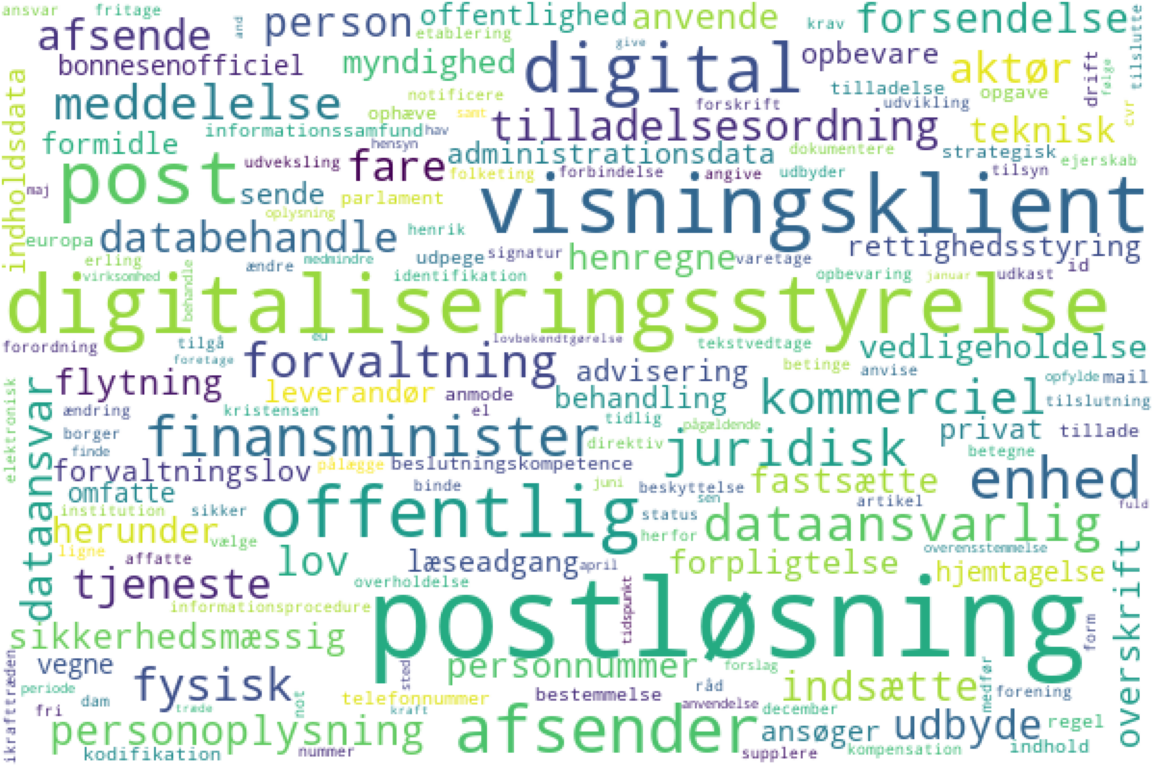 ansvar fritage and person offentlighed anvende krav forsendelse tilslutte
afsende etablering give
bonnesenofficiel myndighed digital opbevare aktør drift følge
indholdsdata meddelelse notificere tilladelse opgave
ophæve samt forskrift udvikling cvr
formidle informationssamfund hav tilladelsesordning teknisk
hensyn administrationsdata dokumentere strategisk
post udveksling fare folketing forbindelse angive udbyder tilsyn ejerskab
maj sende parlament visningsklient
oplysning
europa databehandle henrik signatur rettighedsstyring
erling ændre medmindre udpege henregne varetage id
virksomhed behandle identifikation opbevaring januar udkast
digitaliseringsstyrelse
forordning tilgå eu lovbekendtgørelse tekstvedtage vedligeholdelse
foretage forvaltning advisering betinge anvise
flytning leverandør anmode behandling kommerciel opfylde mail
elektronisk dataansvar ændring kristensen el tidlig pågældende tilslutning
borger finansminister direktiv juridisk privat tillade
finde betegne
forvaltningslov pålægge beslutningskompetence enhed
omfatte binde juni beskyttelse sen fastsætte artikel
institution sikker offentlig status fuld
herunder vælge herfor dataansvarlig
ligne affatte lov læseadgang april forpligtelse overensstemmelse
tjeneste overholdelse hjemtagelse
informationsprocedure postløsning tidspunkt overskrift
sikkerhedsmæssig form
ikrafttræden vegne sted personnummer forslag
periode fysisk not telefonnummer bestemmelse råd indsætte medfør forening
fri dam træde kraft anvendelse december
personoplysning afsender ansøger udbyde regel
kodifikation nummer supplere kompensation indhold